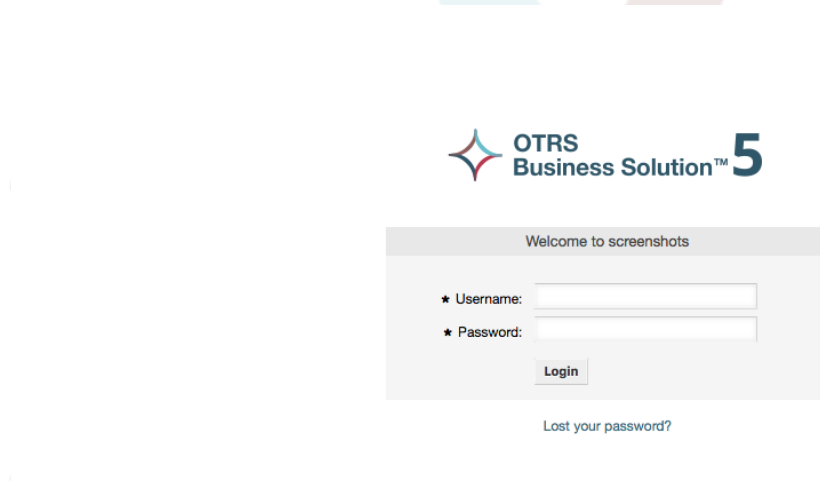 OTRS
Business Solution™ 5
Welcome to screenshots
* Username:
* Password:
Login
Lost your password?